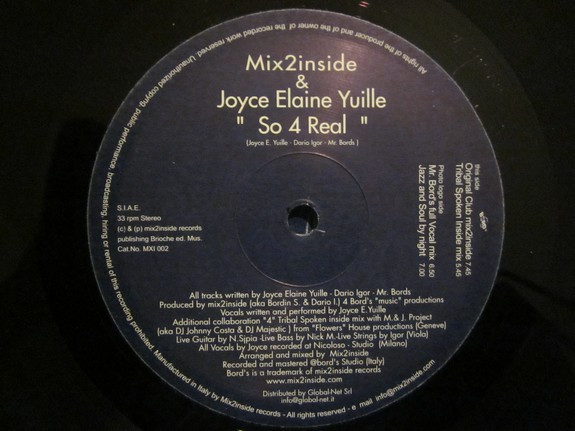 Mix2inside
&
Joyce Elaine Yuille
" So 4 Real "
(Joyce E. Yuille - Dario Igor - Mr. Bords )
S.I.A.E.
33 rpm Stereo
(c) & (p) mix2inside records
publishing Brioche ed. Mus.
Cat.No. MXI 002
this side
Original Club mix2inside 7.45
Tribal Spoken inside mix 5.45
Photo logo side
Mr. Bord's full Vocal mix 6.50
Jazz and Soul by night 7.00
All tracks written by Joyce Elaine Yuille - Dario Igor - Mr. Bords
Produced by mix2inside (aka Bordin S. & Dario I.) 4 Bord's "music" productions
Vocals written and performed by Joyce E.Yuille
Additional collaboration "4" Tribal Spoken inside mix with M.& J. Project
(aka DJ Johnny Costa & DJ Majestic ) from "Flowers" House productions (Geneve)
Live Guitar by N.Sjpia -Live Bass by Nick M.-Live Strings by Igor (Viola)
All Vocals by Joyce recorded at Nicoloso - Studio (Milano)
Arranged and mixed by Mix2inside
Recorded and mastered @bord's Studio (Italy)
Bord's is a trademark of mix2inside records
www.mix2inside.com
Distributed by Global-Net Srl
info@global-net.it
All rights of the producer and of the owner of the recorded work reserved. Unauthorized copyng, public performance, broadcasting, hiring or rental of this recording prohibited. Manufactured in Italy by Mix2inside records - All rights reserved - e mail info@mix2inside.com